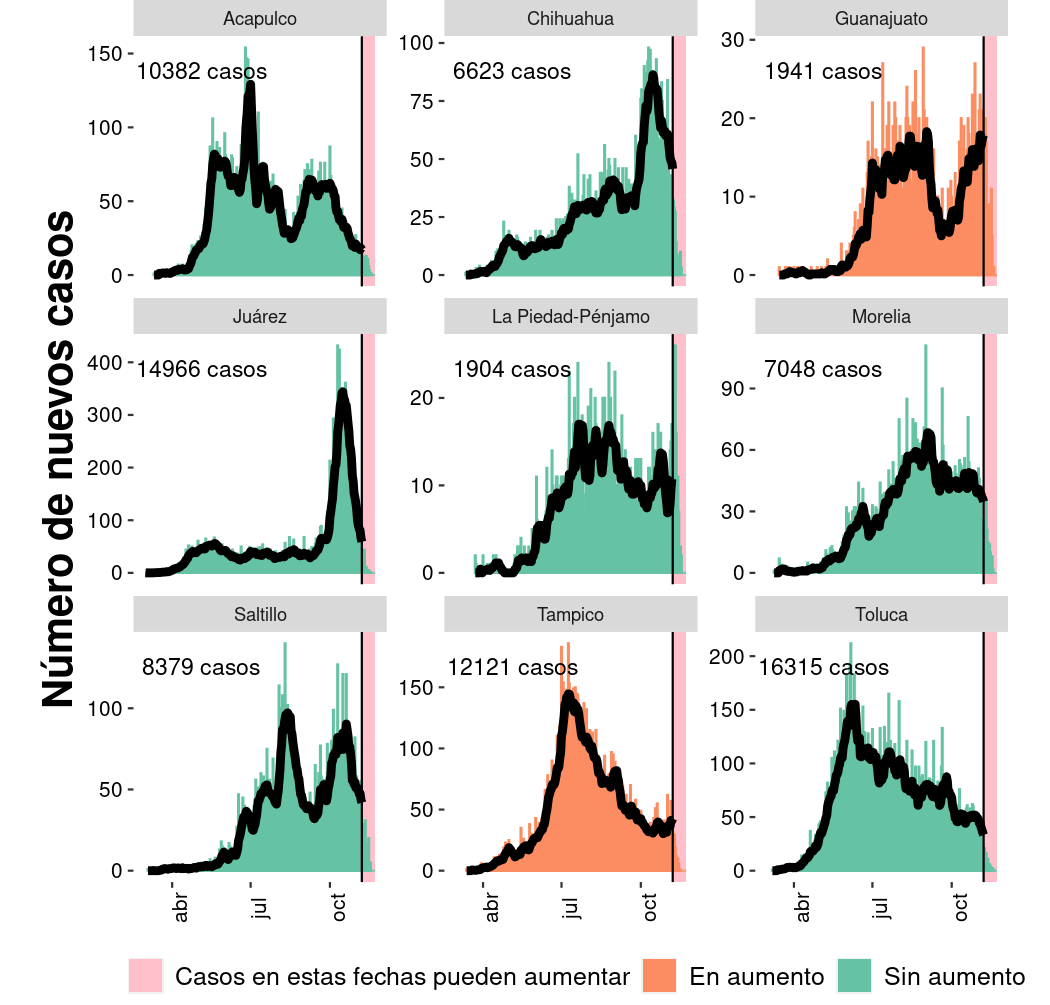 Número de nuevos casos
Acapulco
Chihuahua
Guanajuato
150
100
50
0
10382 casos
100
75
50
25
0
6623 casos
30
20
10
0
1941 casos
Juárez
La Piedad-Pénjamo
Morelia
400
300
200
100
0
14966 casos
20
10
0
1904 casos
90
60
30
0
7048 casos
Saltillo
Tampico
Toluca
100
50
0
8379 casos
150
100
50
0
12121 casos
200
150
100
50
0
16315 casos
abr
jul
oct
abr
jul
oct
abr
jul
oct
Casos en estas fechas pueden aumentar
En aumento
Sin aumento